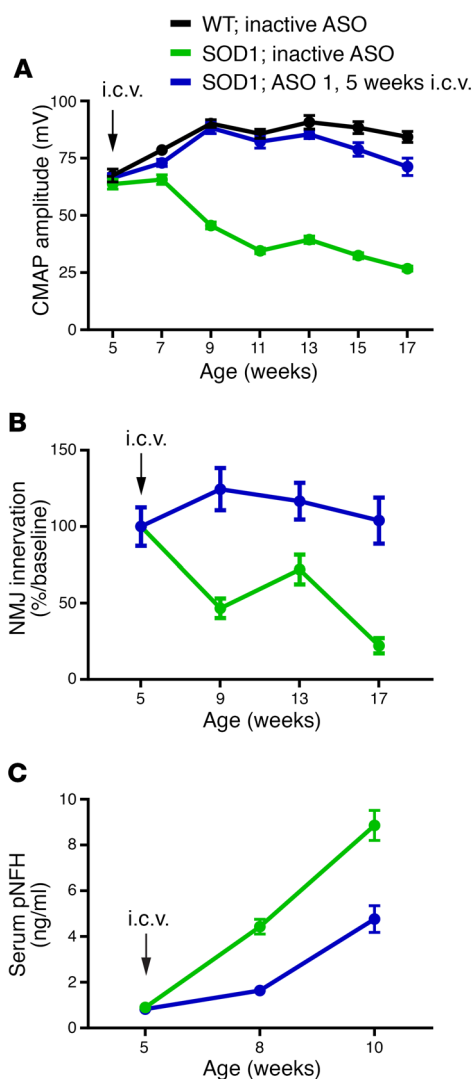 WT; inactive ASO
SOD1; inactive ASO
SOD1; ASO 1, 5 weeks i.c.v.
A
i.c.v.
CMAP amplitude (mV)
100
75
50
25
0
5 7 9 11 13 15 17
Age (weeks)
B
i.c.v.
NMJ innervation
(%/baseline)
150
100
50
0
5 9 13 17
Age (weeks)
C
i.c.v.
Serum pNFH
(ng/ml)
10
8
6
4
2
0
5 8 10
Age (weeks)